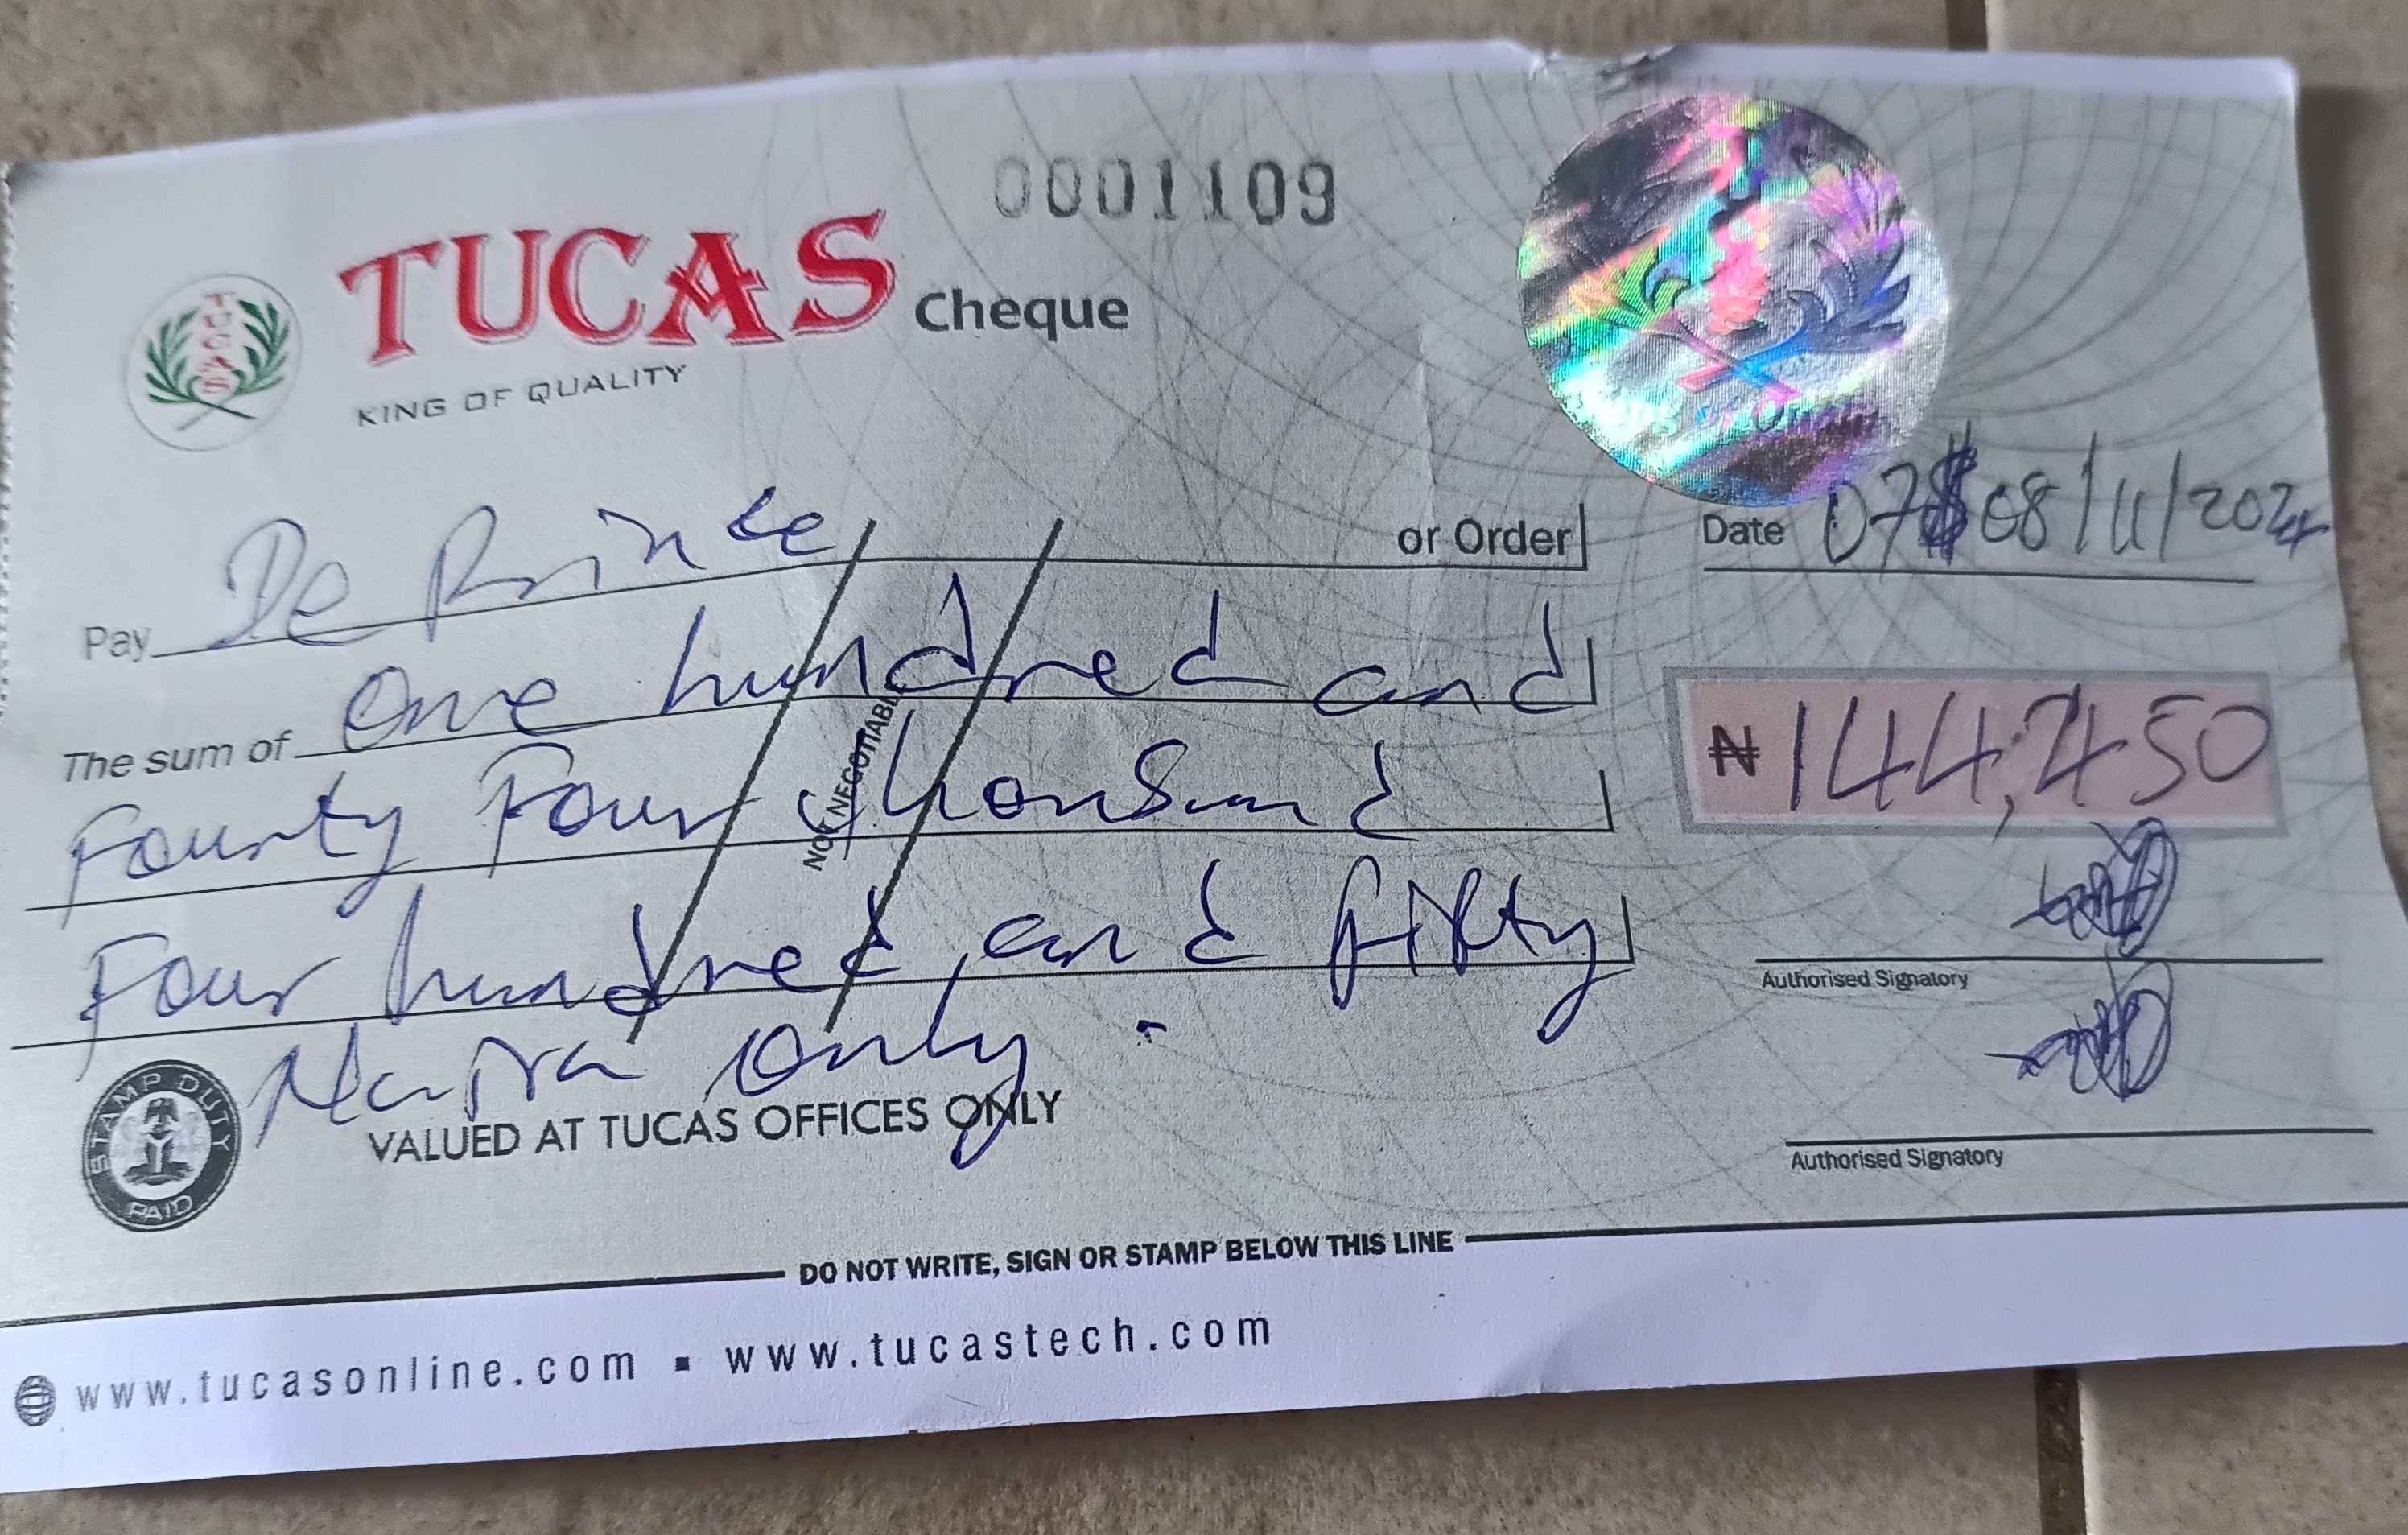 0001109
TUCAS
TUCAS Cheque
KING OF QUALITY
Pay De Prince or Order
Date 07 08/11/2024
The sum of One hundred and
Fourty Four thousand
₦ 144,450
NOT NEGOTIABLE
Four hundred and fifty
Naira only.
Authorised Signatory
Authorised Signatory
STAMP DUTY PAID
VALUED AT TUCAS OFFICES ONLY
DO NOT WRITE, SIGN OR STAMP BELOW THIS LINE
www.tucasonline.com ▪ www.tucastech.com